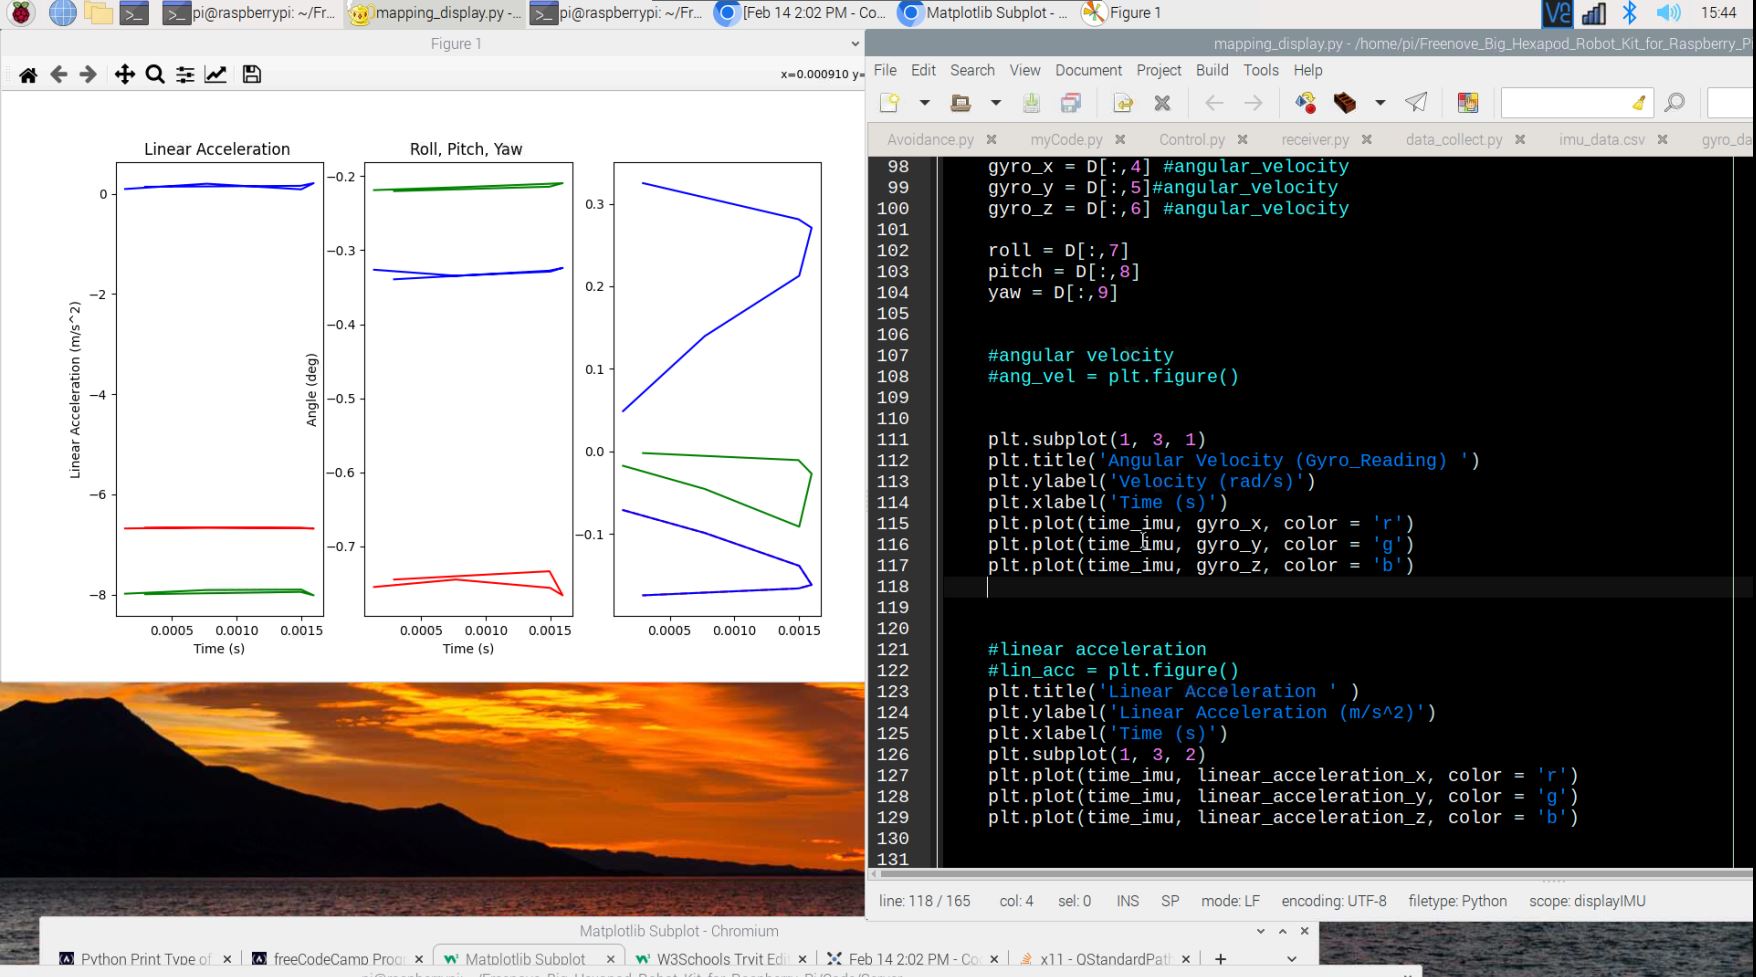 pi@raspberrypi: ~/Fr...
mapping_display.py -...
pi@raspberrypi: ~/Fr...
[Feb 14 2:02 PM - Co...
Matplotlib Subplot - ...
Figure 1
15:44
Figure 1
x=0.000910 y=
Linear Acceleration
Roll, Pitch, Yaw
Linear Acceleration (m/s^2)
0
−2
−4
−6
−8
0.0005 0.0010 0.0015
Time (s)
Angle (deg)
−0.2
−0.3
−0.4
−0.5
−0.6
−0.7
0.0005 0.0010 0.0015
Time (s)
0.3
0.2
0.1
0.0
−0.1
0.0005 0.0010 0.0015
mapping_display.py - /home/pi/Freenove_Big_Hexapod_Robot_Kit_for_Raspberry_P
File Edit Search View Document Project Build Tools Help
Avoidance.py myCode.py Control.py receiver.py data_collect.py imu_data.csv gyro_da
98 gyro_x = D[:,4] #angular_velocity
99 gyro_y = D[:,5]#angular_velocity
100 gyro_z = D[:,6] #angular_velocity
101
102 roll = D[:,7]
103 pitch = D[:,8]
104 yaw = D[:,9]
105
106
107 #angular velocity
108 #ang_vel = plt.figure()
109
110
111 plt.subplot(1, 3, 1)
112 plt.title('Angular Velocity (Gyro_Reading) ')
113 plt.ylabel('Velocity (rad/s)')
114 plt.xlabel('Time (s)')
115 plt.plot(time_imu, gyro_x, color = 'r')
116 plt.plot(time_imu, gyro_y, color = 'g')
117 plt.plot(time_imu, gyro_z, color = 'b')
118
119
120
121 #linear acceleration
122 #lin_acc = plt.figure()
123 plt.title('Linear Acceleration ' )
124 plt.ylabel('Linear Acceleration (m/s^2)')
125 plt.xlabel('Time (s)')
126 plt.subplot(1, 3, 2)
127 plt.plot(time_imu, linear_acceleration_x, color = 'r')
128 plt.plot(time_imu, linear_acceleration_y, color = 'g')
129 plt.plot(time_imu, linear_acceleration_z, color = 'b')
130
131
line: 118 / 165 col: 4 sel: 0 INS SP mode: LF encoding: UTF-8 filetype: Python scope: displayIMU
Matplotlib Subplot - Chromium
Python Print Type of freeCodeCamp Prog Matplotlib Subplot W3Schools Tryit Edi Feb 14 2:02 PM - Co x11 - QStandardPath